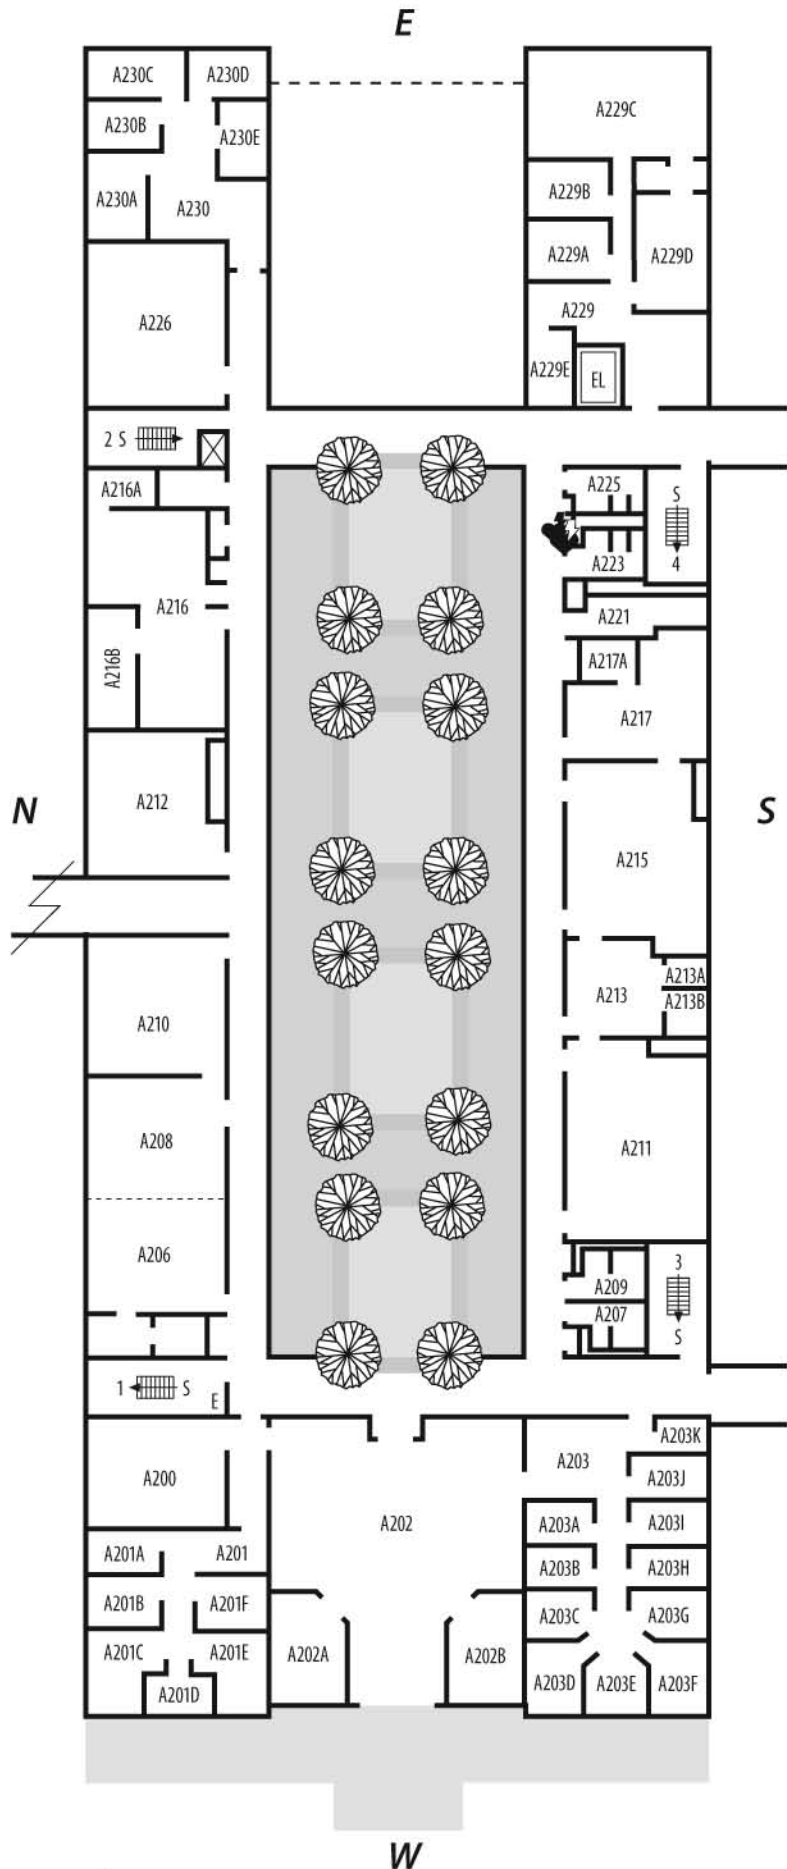 E
A230C
A230D
A229C
A230B
A230E
A229B
A230A
A230
A229A
A229D
A226
A229
A229E
EL
2 S
A216A
A225
S
4
A223
A216
A221
A216B
A217A
A217
N
A212
S
A215
A213A
A213
A213B
A210
A208
A211
A206
3
A209
A207
S
1
S
E
A203K
A203
A200
A203J
A202
A203A
A203I
A201A
A201
A203B
A203H
A201B
A201F
A203C
A203G
A201C
A201E
A202A
A202B
A203D
A203E
A203F
A201D
W